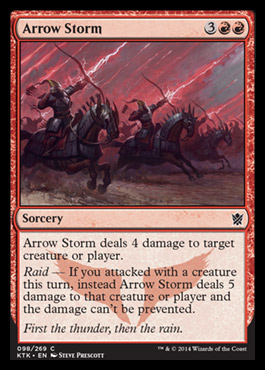 Arrow Storm 3
Sorcery
Arrow Storm deals 4 damage to target
creature or player.
Raid — If you attacked with a creature
this turn, instead Arrow Storm deals 5
damage to that creature or player and
the damage can't be prevented.
First the thunder, then the rain.
098/269 C
KTK • EN Steve Prescott ™ & © 2014 Wizards of the Coast